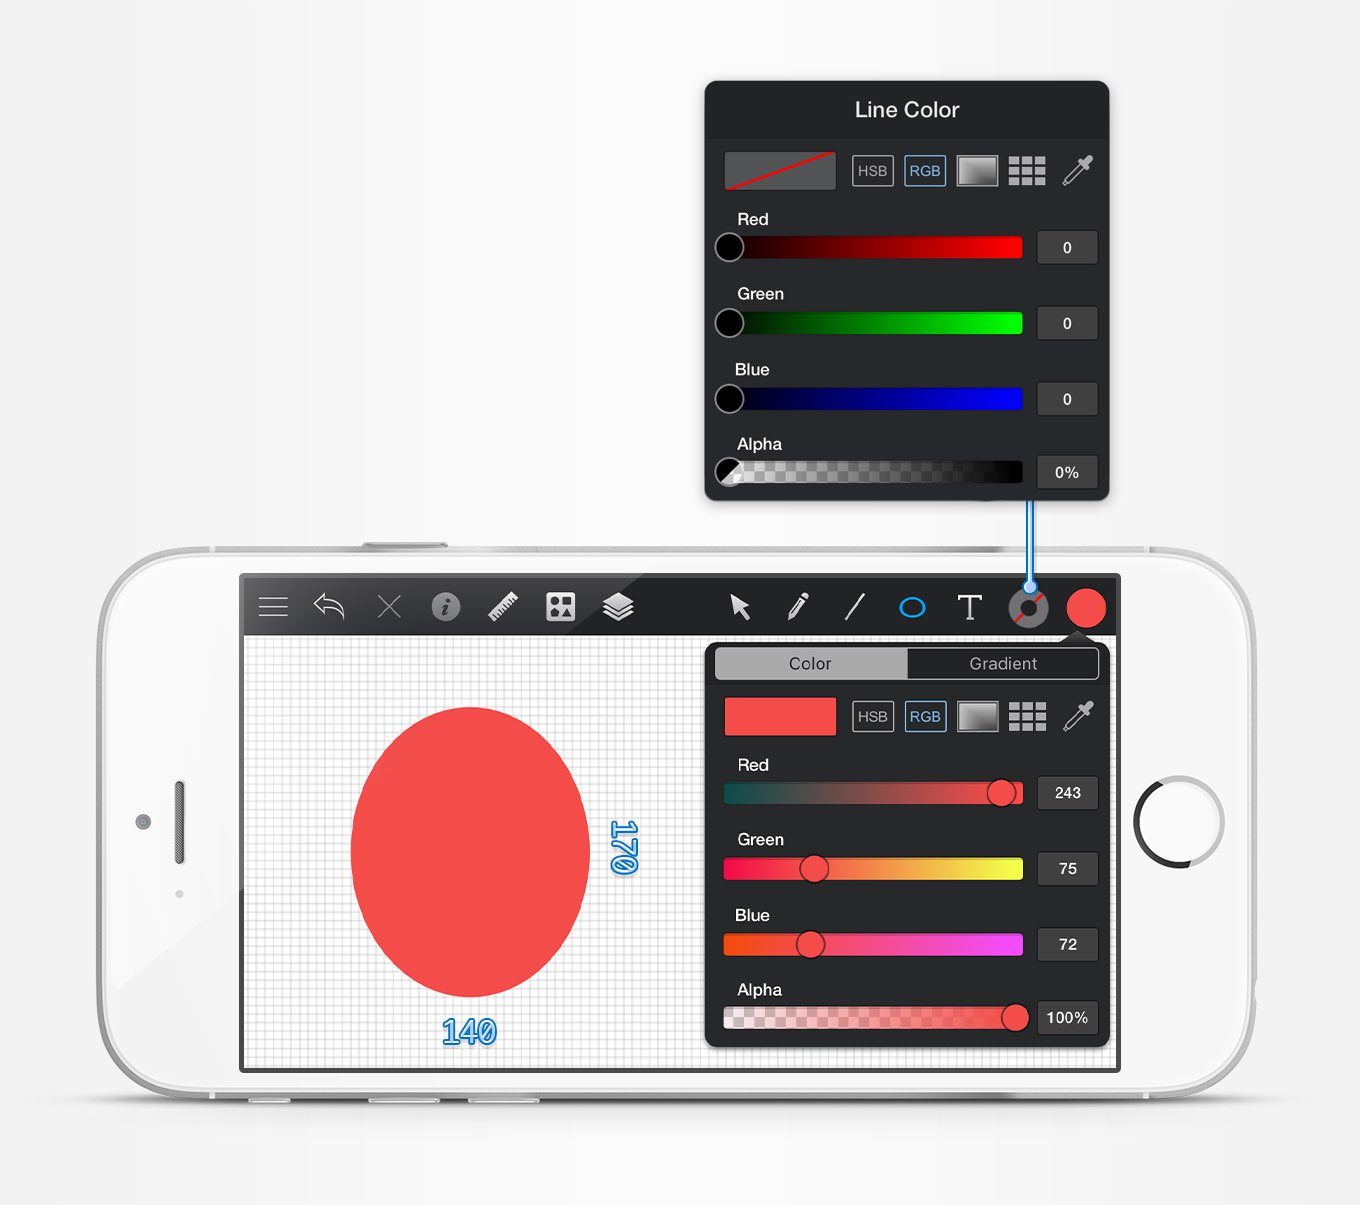 Line Color
HSB RGB
Red
0
Green
0
Blue
0
Alpha
0%
i T
Color Gradient
HSB RGB
Red
243
Green
75
170
Blue
72
Alpha
100%
140